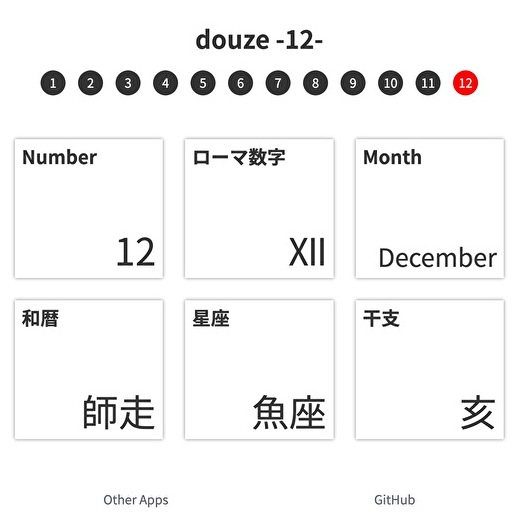 douze -12-
1 2 3 4 5 6 7 8 9 10 11 12
Number
12
ローマ数字
XII
Month
December
和暦
師走
星座
魚座
干支
亥
Other Apps
GitHub